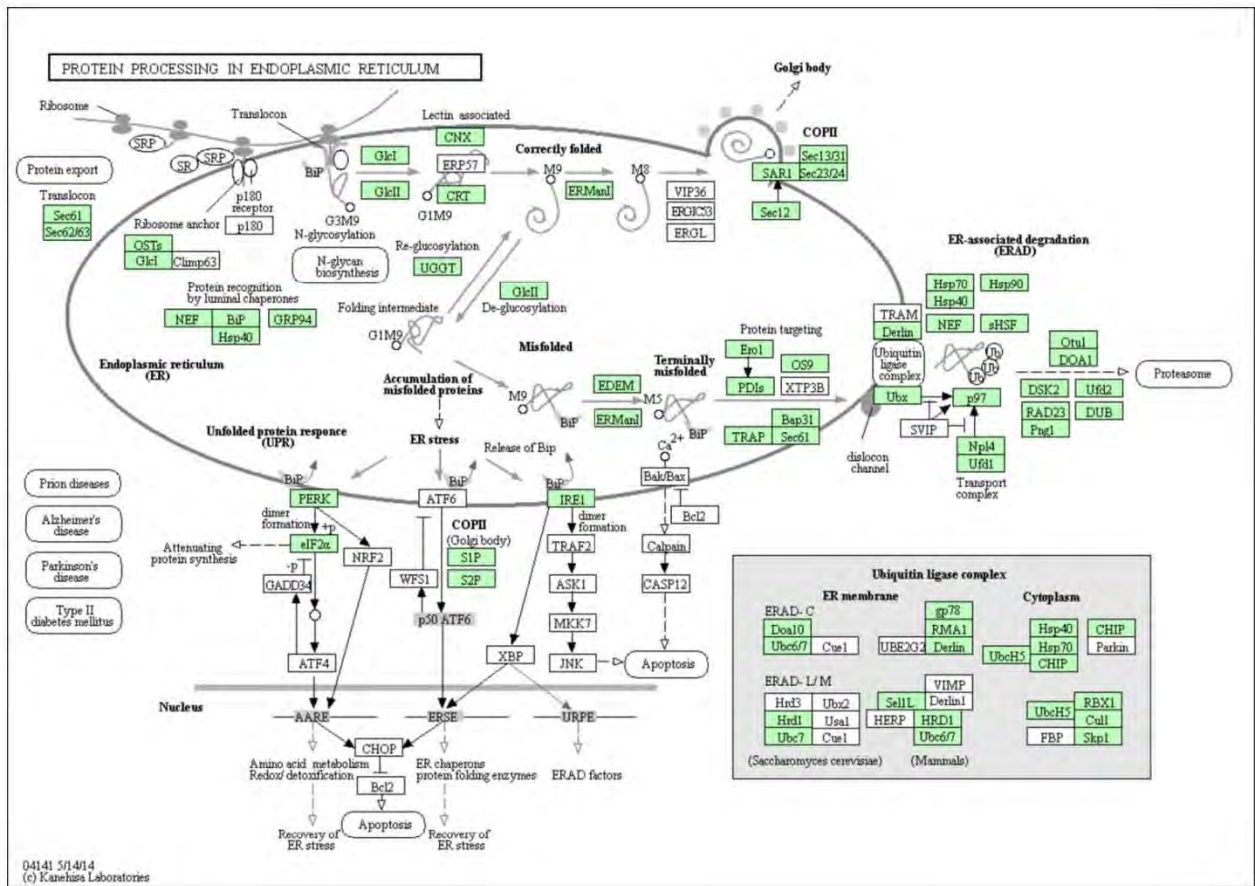 PROTEIN PROCESSING IN ENDOPLASMIC RETICULUM
Golgi body
Ribosome
Translocon
Lectin associated
SRP
SR
SRP
BiP
GlcI
GlcII
CNX
ERP57
CRT
G1M9
G3M9
N-glycosylation
Correctly folded
M9
ERManI
M8
VIP36
ERGIC53
ERGL
COPII
Sec13/31
SAR1
Sec23/24
Sec12
Protein export
Translocon
Sec61
Sec62/63
Ribosome anchor
p180
receptor
p180
OSTs
GlcI
Climp63
N-glycan
biosynthesis
Re-glucosylation
UGGT
GlcII
De-glucosylation
Protein recognition
by luminal chaperones
NEF
BiP
GRP94
Hsp40
Folding intermediate
G1M9
Endoplasmic reticulum
(ER)
Misfolded
Accumulation of
misfolded proteins
M9
BiP
EDEM
ERManI
Terminally
misfolded
M5
BiP
Protein targeting
Ero1
PDIs
OS9
XTP3B
Bap31
TRAP
Sec61
ER-associated degradation
(ERAD)
Hsp70
Hsp90
Hsp40
NEF
sHSF
TRAM
Derlin
Ubiquitin
ligase
complex
Ub
Ub
Ub
Ubx
p97
SVIP
Npl4
Ufd1
Transport
complex
dislocon
channel
Otu1
DOA1
DSK2
Ufd2
RAD23
DUB
Png1
Proteasome
Unfolded protein responce
(UPR)
ER stress
Release of Bip
Ca2+
Bak/Bax
Bcl2
Calpain
CASP12
Apoptosis
BiP
PERK
BiP
ATF6
BiP
IRE1
dimer
formation
+p
eIF2α
Attenuating
protein synthesis
-p
GADD34
NRF2
ATF4
COPII
(Golgi body)
S1P
S2P
WFS1
p50 ATF6
dimer
formation
TRAF2
ASK1
MKK7
JNK
XBP
Prion diseases
Alzheimer's
disease
Parkinson's
disease
Type II
diabetes mellitus
Nucleus
AARE
ERSE
URPE
CHOP
Bcl2
Apoptosis
Amino acid metabolism
Redox/ detoxification
ER chaperons
protein folding enzymes
ERAD factors
Recovery of
ER stress
Recovery of
ER stress
Ubiquitin ligase complex
ER membrane
Cytoplasm
ERAD- C
Doa10
Ubc6/7
Cue1
gp78
RMA1
UBE2G2
Derlin
Hsp40
CHIP
Hsp70
Parkin
UbcH5
CHIP
ERAD- L/ M
Hrd3
Ubx2
Hrd1
Usa1
Ubc7
Cue1
VIMP
Sel1L
Derlin1
HERP
HRD1
Ubc6/7
UbcH5
RBX1
Cul1
FBP
Skp1
(Saccharomyces cerevisiae)
(Mammals)
04141 5/14/14
(c) Kanehisa Laboratories